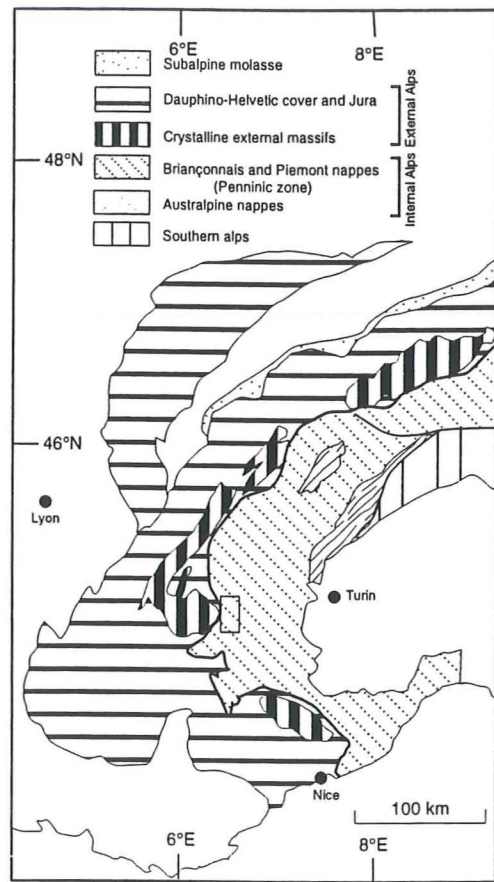 6°E
8°E
Subalpine molasse
Dauphino-Helvetic cover and Jura
Crystalline external massifs
Briançonnais and Piemont nappes
(Penninic zone)
Australpine nappes
Southern alps
External Alps
Internal Alps
48°N
46°N
Lyon
Turin
Nice
100 km
6°E
8°E